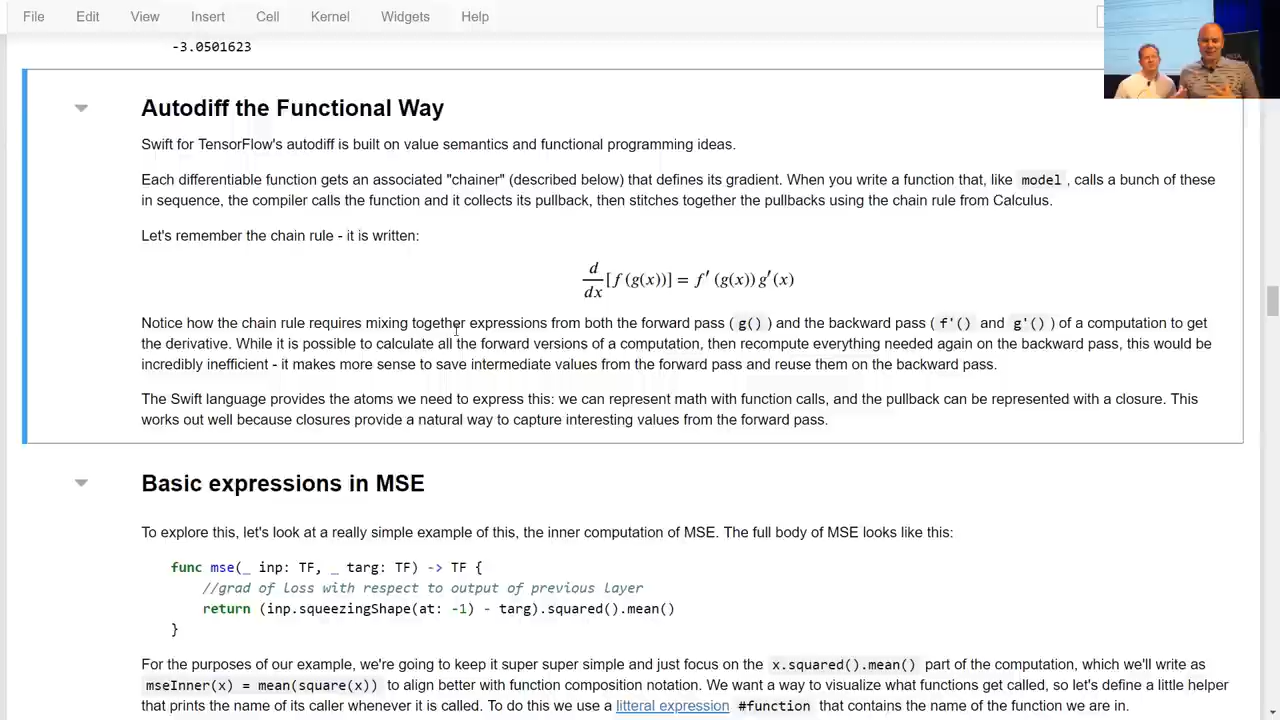 File Edit View Insert Cell Kernel Widgets Help
-3.0501623
Autodiff the Functional Way
Swift for TensorFlow's autodiff is built on value semantics and functional programming ideas.
Each differentiable function gets an associated "chainer" (described below) that defines its gradient. When you write a function that, like model , calls a bunch of these
in sequence, the compiler calls the function and it collects its pullback, then stitches together the pullbacks using the chain rule from Calculus.
Let's remember the chain rule - it is written:
d/dx [f(g(x))] = f′(g(x))g′(x)
Notice how the chain rule requires mixing together expressions from both the forward pass ( g() ) and the backward pass ( f'() and g'() ) of a computation to get
the derivative. While it is possible to calculate all the forward versions of a computation, then recompute everything needed again on the backward pass, this would be
incredibly inefficient - it makes more sense to save intermediate values from the forward pass and reuse them on the backward pass.
The Swift language provides the atoms we need to express this: we can represent math with function calls, and the pullback can be represented with a closure. This
works out well because closures provide a natural way to capture interesting values from the forward pass.
Basic expressions in MSE
To explore this, let's look at a really simple example of this, the inner computation of MSE. The full body of MSE looks like this:
func mse(_ inp: TF, _ targ: TF) -> TF {
//grad of loss with respect to output of previous layer
return (inp.squeezingShape(at: -1) - targ).squared().mean()
}
For the purposes of our example, we're going to keep it super super simple and just focus on the x.squared().mean() part of the computation, which we'll write as
mseInner(x) = mean(square(x)) to align better with function composition notation. We want a way to visualize what functions get called, so let's define a little helper
that prints the name of its caller whenever it is called. To do this we use a litteral expression #function that contains the name of the function we are in.